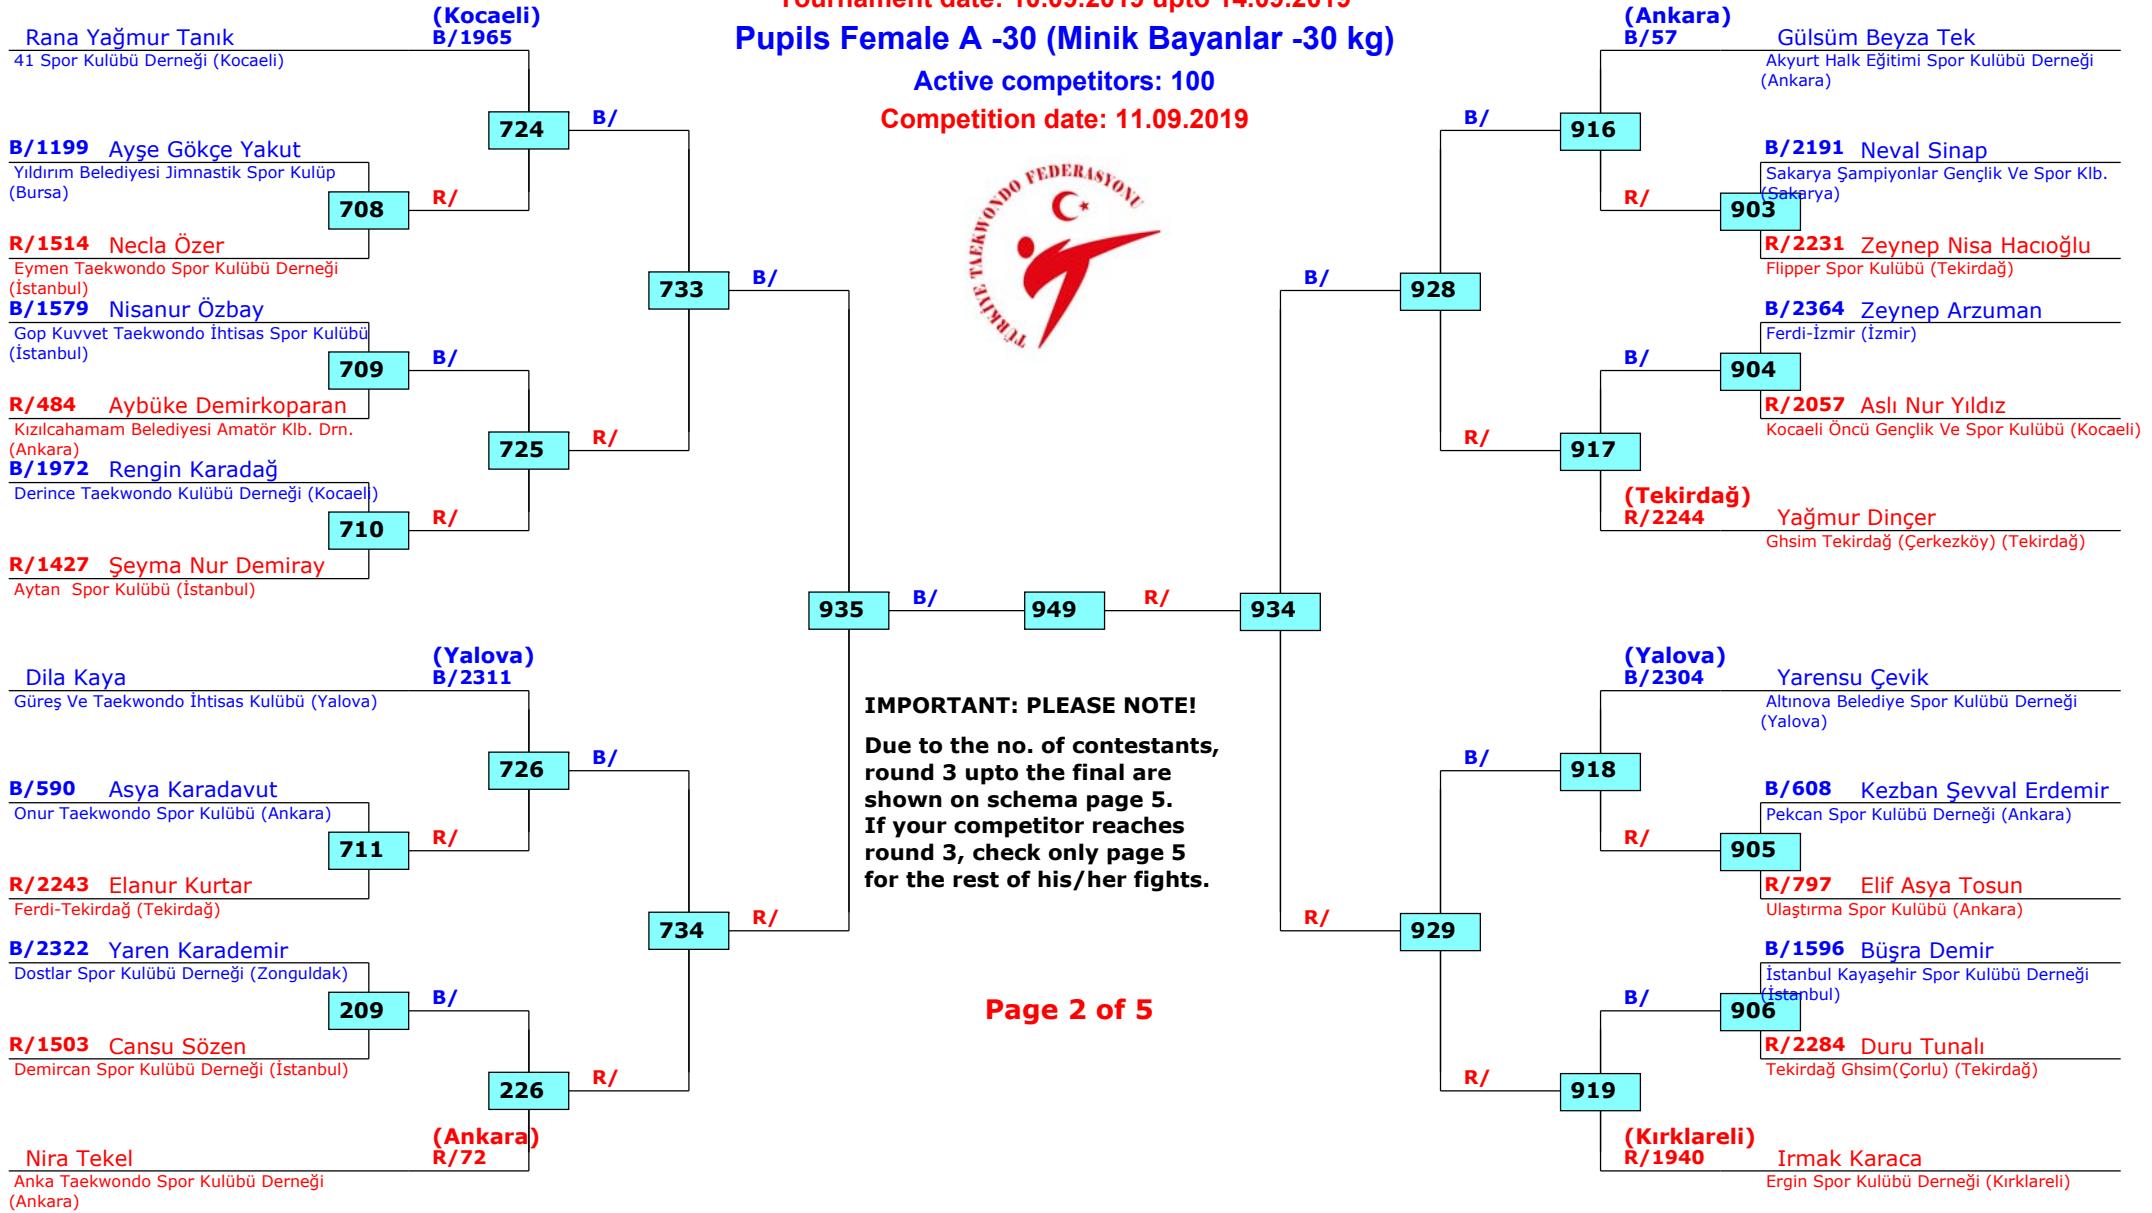 Tournament date: 10.09.2019 upto 14.09.2019
Pupils Female A -30 (Minik Bayanlar -30 kg)
Active competitors: 100
Competition date: 11.09.2019
TÜRKİYE TAEKWONDO FEDERASYONU
(Kocaeli)
Rana Yağmur Tanık B/1965
41 Spor Kulübü Derneği (Kocaeli)
724 B/
B/1199 Ayşe Gökçe Yakut
Yıldırım Belediyesi Jimnastik Spor Kulüp
(Bursa)
708 R/
R/1514 Necla Özer
Eymen Taekwondo Spor Kulübü Derneği
(İstanbul)
733 B/
B/1579 Nisanur Özbay
Gop Kuvvet Taekwondo İhtisas Spor Kulübü
(İstanbul)
709 B/
R/484 Aybüke Demirkoparan
Kızılcahamam Belediyesi Amatör Klb. Drn.
(Ankara)
725 R/
B/1972 Rengin Karadağ
Derince Taekwondo Kulübü Derneği (Kocaeli)
710 R/
R/1427 Şeyma Nur Demiray
Aytan Spor Kulübü (İstanbul)
935 B/ 949 R/ 934
(Yalova)
Dila Kaya B/2311
Güreş Ve Taekwondo İhtisas Kulübü (Yalova)
726 B/
B/590 Asya Karadavut
Onur Taekwondo Spor Kulübü (Ankara)
711 R/
R/2243 Elanur Kurtar
Ferdi-Tekirdağ (Tekirdağ)
734 R/
B/2322 Yaren Karademir
Dostlar Spor Kulübü Derneği (Zonguldak)
209 B/
R/1503 Cansu Sözen
Demircan Spor Kulübü Derneği (İstanbul)
226 R/
(Ankara)
Nira Tekel R/72
Anka Taekwondo Spor Kulübü Derneği
(Ankara)
IMPORTANT: PLEASE NOTE!
Due to the no. of contestants,
round 3 upto the final are
shown on schema page 5.
If your competitor reaches
round 3, check only page 5
for the rest of his/her fights.
Page 2 of 5
(Ankara)
B/57 Gülsüm Beyza Tek
Akyurt Halk Eğitimi Spor Kulübü Derneği
(Ankara)
B/ 916
B/2191 Neval Sinap
Sakarya Şampiyonlar Gençlik Ve Spor Klb.
(Sakarya)
R/ 903
R/2231 Zeynep Nisa Hacıoğlu
Flipper Spor Kulübü (Tekirdağ)
B/ 928
B/2364 Zeynep Arzuman
Ferdi-İzmir (İzmir)
B/ 904
R/2057 Aslı Nur Yıldız
Kocaeli Öncü Gençlik Ve Spor Kulübü (Kocaeli)
R/ 917
(Tekirdağ)
R/2244 Yağmur Dinçer
Ghsim Tekirdağ (Çerkezköy) (Tekirdağ)
(Yalova)
B/2304 Yarensu Çevik
Altınova Belediye Spor Kulübü Derneği
(Yalova)
B/ 918
B/608 Kezban Şevval Erdemir
Pekcan Spor Kulübü Derneği (Ankara)
R/ 905
R/797 Elif Asya Tosun
Ulaştırma Spor Kulübü (Ankara)
R/ 929
B/1596 Büşra Demir
İstanbul Kayaşehir Spor Kulübü Derneği
(İstanbul)
B/ 906
R/2284 Duru Tunalı
Tekirdağ Ghsim(Çorlu) (Tekirdağ)
R/ 919
(Kırklareli)
R/1940 Irmak Karaca
Ergin Spor Kulübü Derneği (Kırklareli)